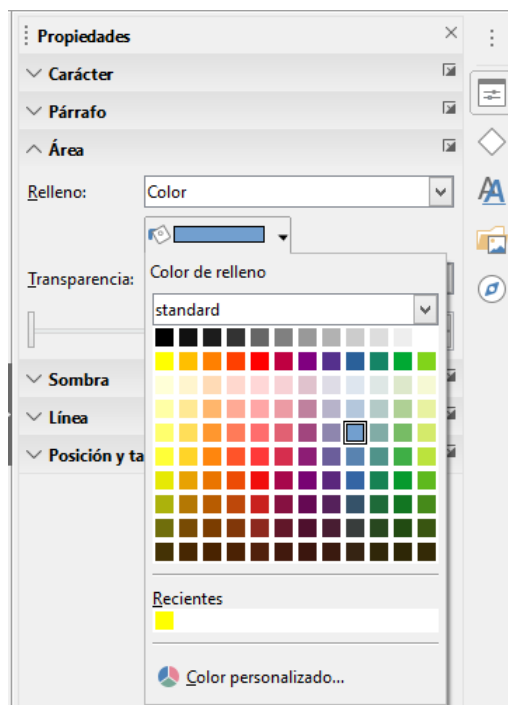 Propiedades
Carácter
Párrafo
Área
Relleno:
Color
Transparencia:
Color de relleno
standard
Sombra
Línea
Posición y ta
Recientes
Color personalizado...